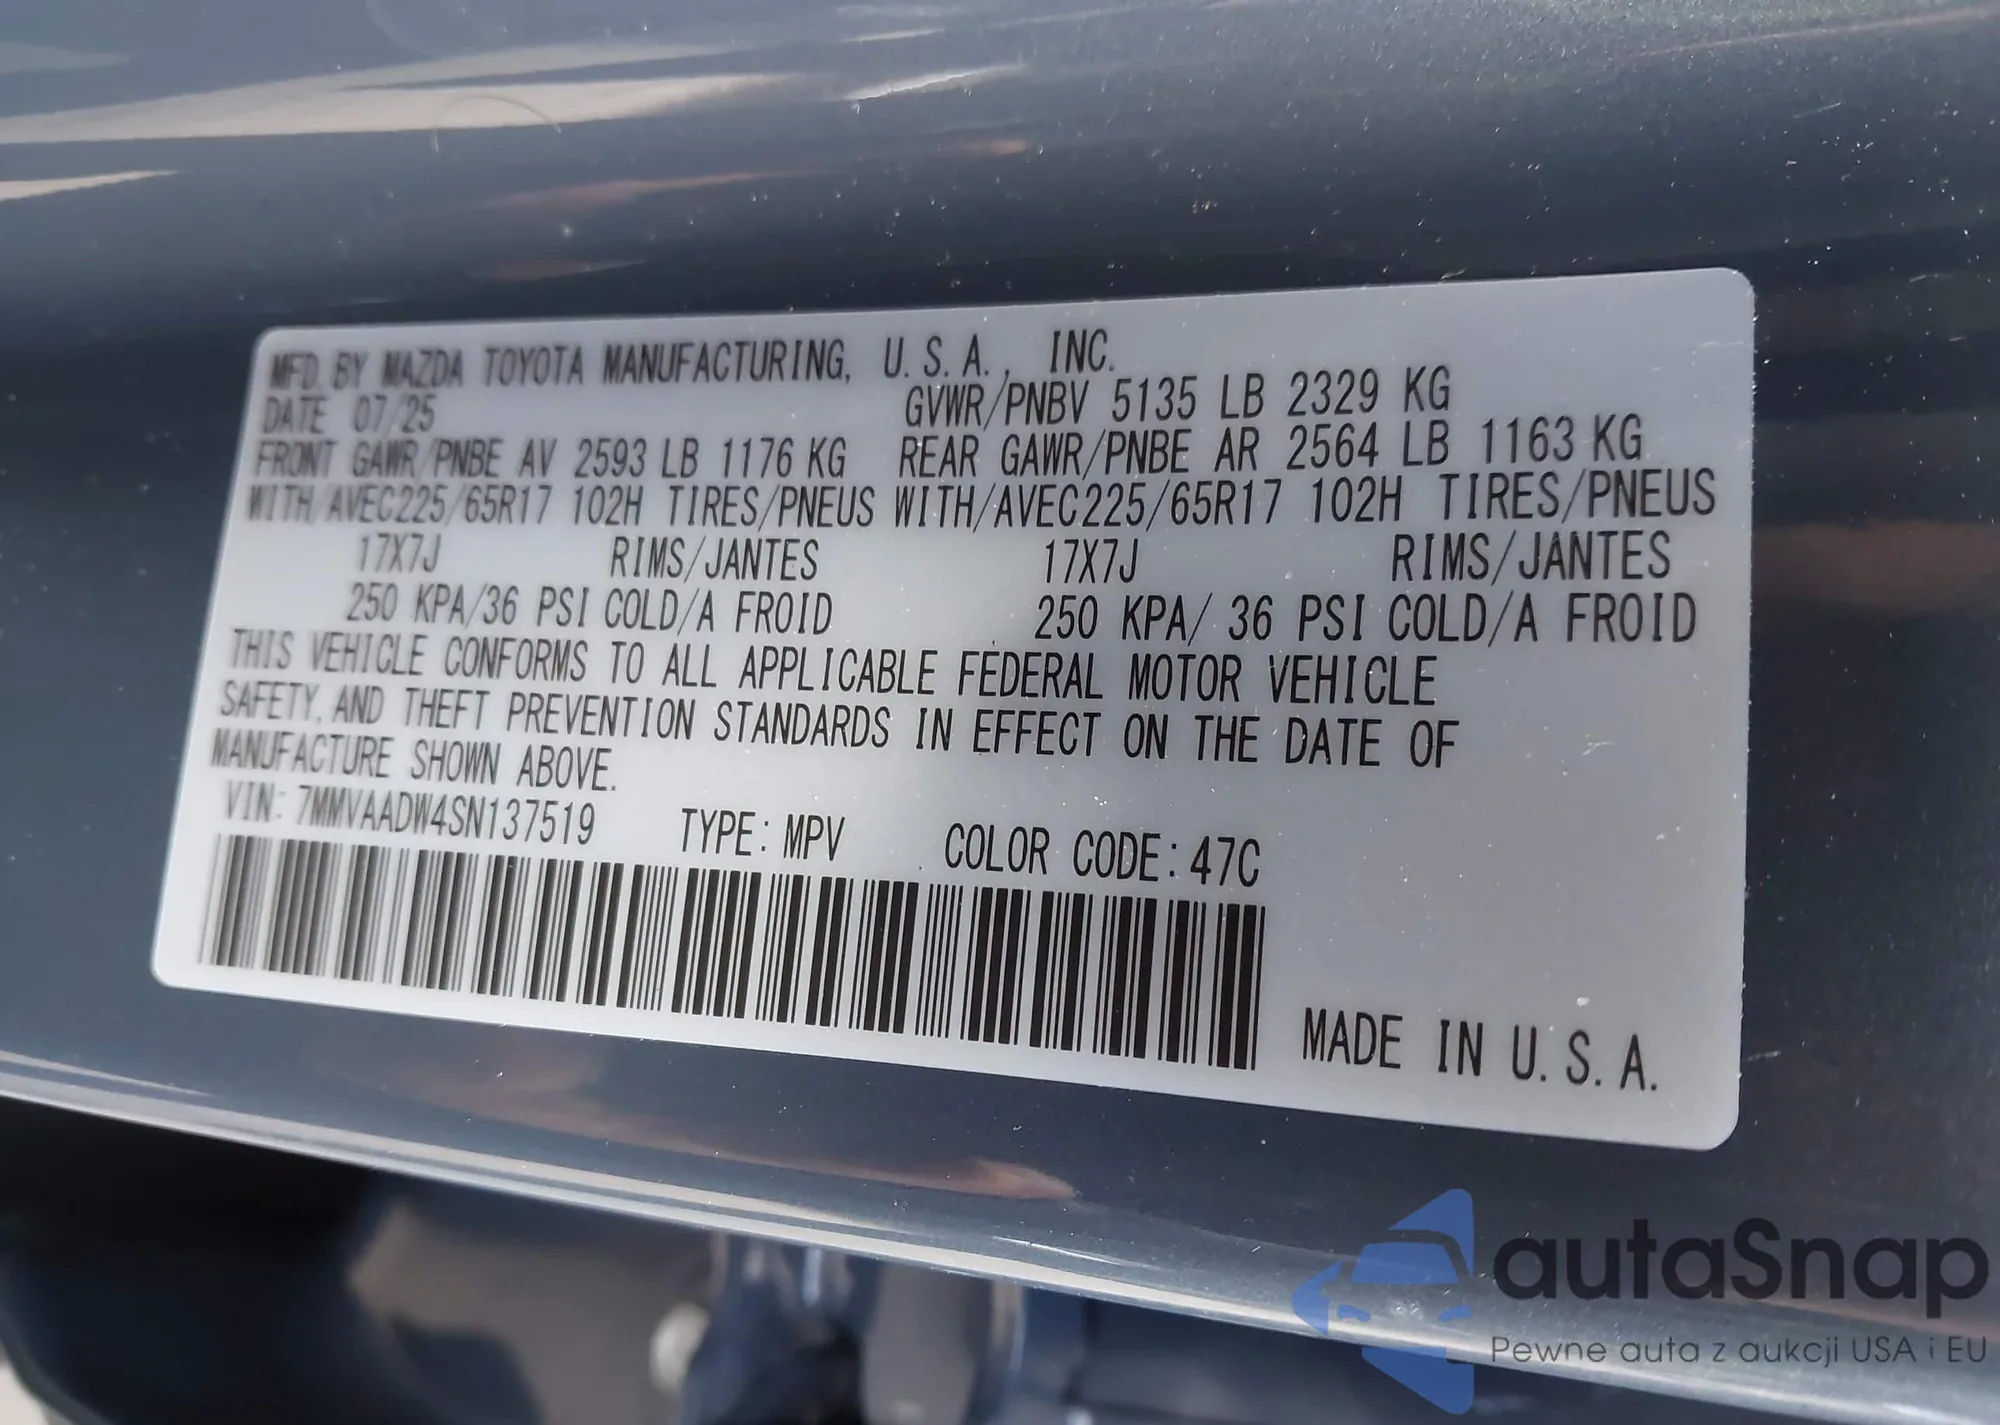 MFD. BY MAZDA TOYOTA MANUFACTURING, U.S.A., INC.
DATE 07/25 GVWR/PNBV 5135 LB 2329 KG
FRONT GAWR/PNBE AV 2593 LB 1176 KG REAR GAWR/PNBE AR 2564 LB 1163 KG
WITH/AVEC225/65R17 102H TIRES/PNEUS WITH/AVEC225/65R17 102H TIRES/PNEUS
17X7J RIMS/JANTES 17X7J RIMS/JANTES
250 KPA/36 PSI COLD/A FROID 250 KPA/ 36 PSI COLD/A FROID
THIS VEHICLE CONFORMS TO ALL APPLICABLE FEDERAL MOTOR VEHICLE
SAFETY, AND THEFT PREVENTION STANDARDS IN EFFECT ON THE DATE OF
MANUFACTURE SHOWN ABOVE.
VIN: 7MMVAADW4SN137519 TYPE: MPV COLOR CODE: 47C
MADE IN U.S.A.
autaSnap
Pewne auta z aukcji USA i EU